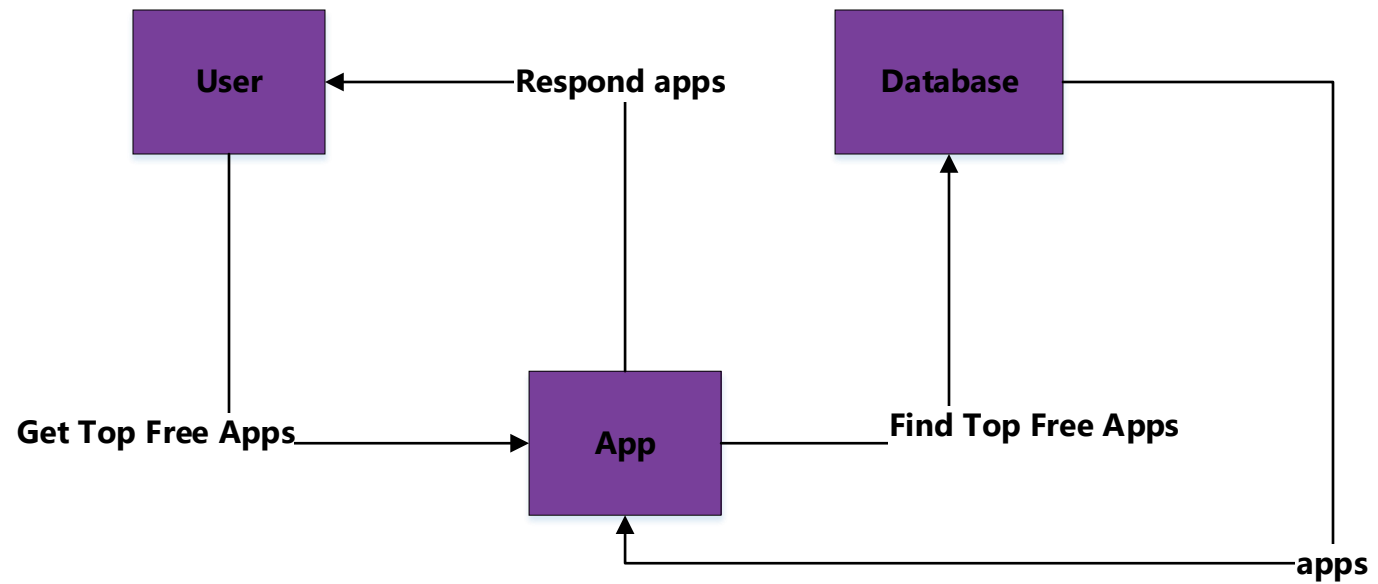 User
Respond apps
Database
Get Top Free Apps
App
Find Top Free Apps
apps